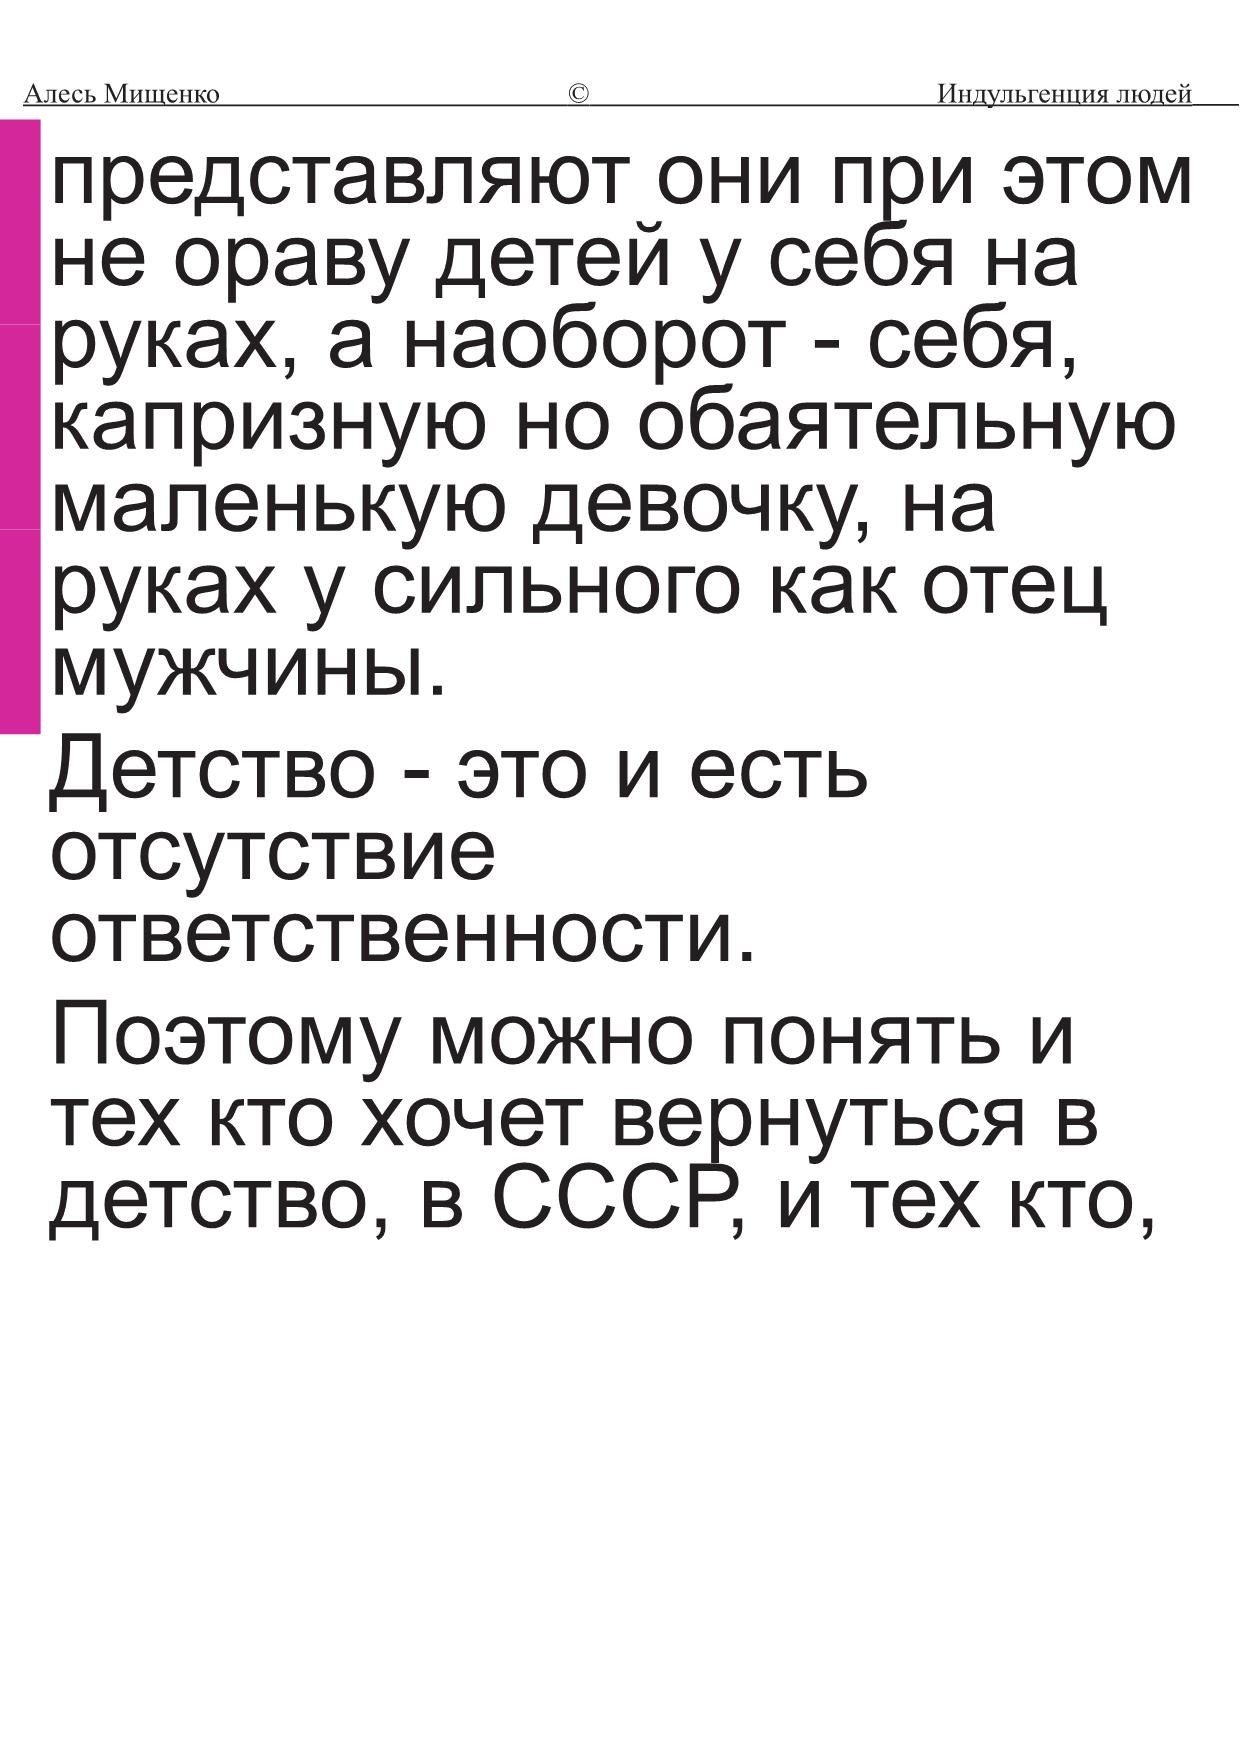 Алесь Мищенко © Индульгенция людей
представляют они при этом
не ораву детей у себя на
руках, а наоборот - себя,
капризную но обаятельную
маленькую девочку, на
руках у сильного как отец
мужчины.
Детство - это и есть
отсутствие
ответственности.
Поэтому можно понять и
тех кто хочет вернуться в
детство, в СССР, и тех кто,